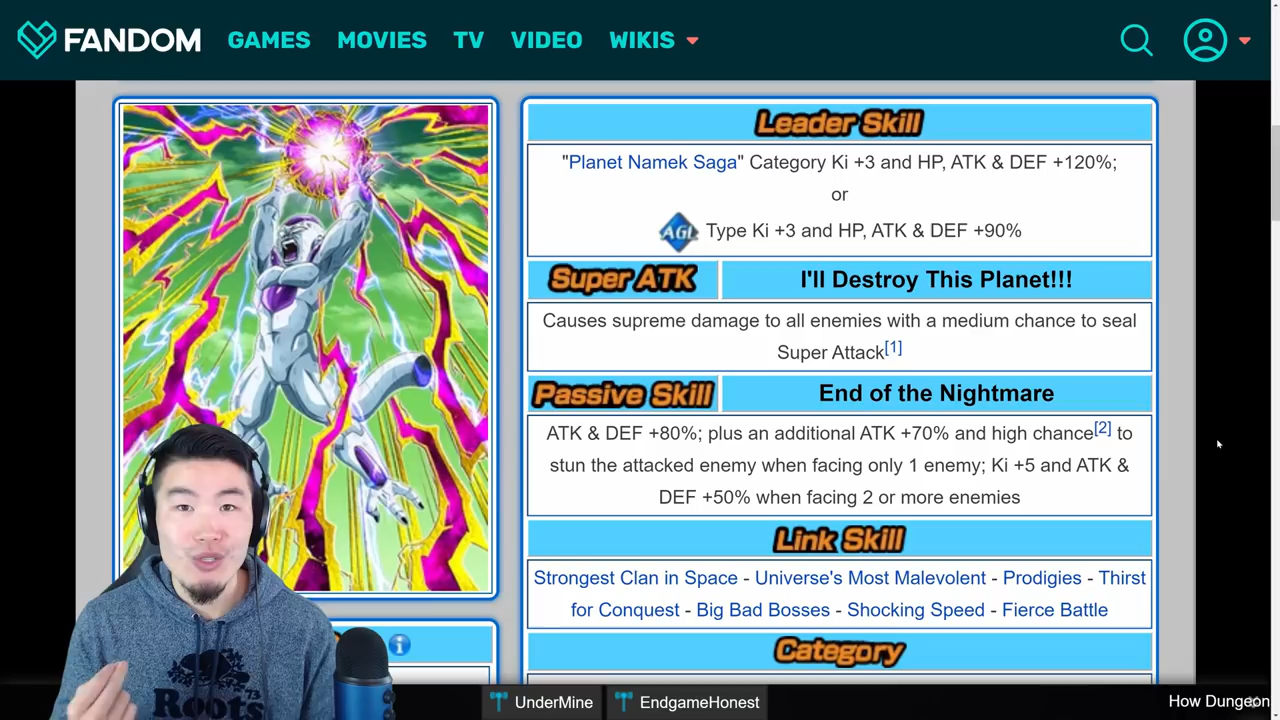 FANDOM GAMES MOVIES TV VIDEO WIKIS
Leader Skill
"Planet Namek Saga" Category Ki +3 and HP, ATK & DEF +120%;
or
AGL Type Ki +3 and HP, ATK & DEF +90%
Super ATK I'll Destroy This Planet!!!
Causes supreme damage to all enemies with a medium chance to seal
Super Attack[1]
Passive Skill End of the Nightmare
ATK & DEF +80%; plus an additional ATK +70% and high chance[2] to
stun the attacked enemy when facing only 1 enemy; Ki +5 and ATK &
DEF +50% when facing 2 or more enemies
Link Skill
Strongest Clan in Space - Universe's Most Malevolent - Prodigies - Thirst
for Conquest - Big Bad Bosses - Shocking Speed - Fierce Battle
Category
Roots
73
UnderMine EndgameHonest How Dungeon